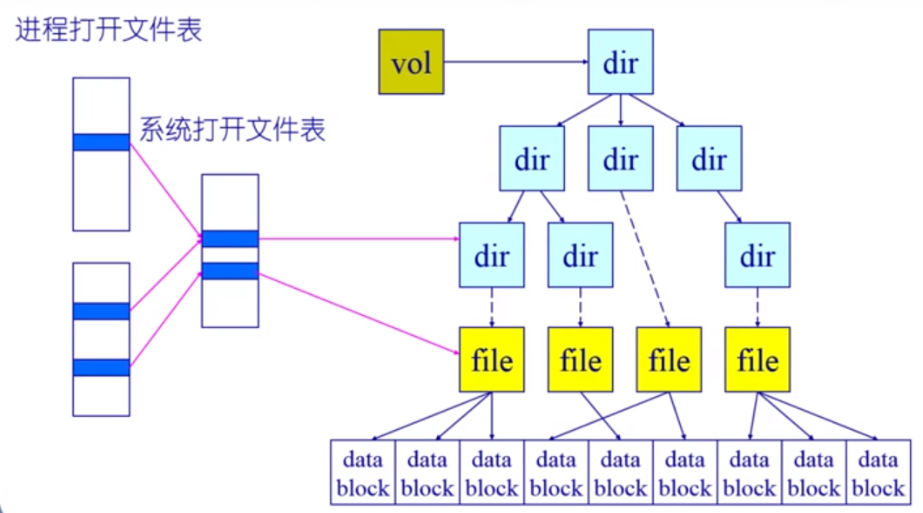 进程打开文件表
vol
dir
系统打开文件表
dir
dir
dir
dir
dir
dir
file
file
file
file
data block
data block
data block
data block
data block
data block
data block
data block
data block